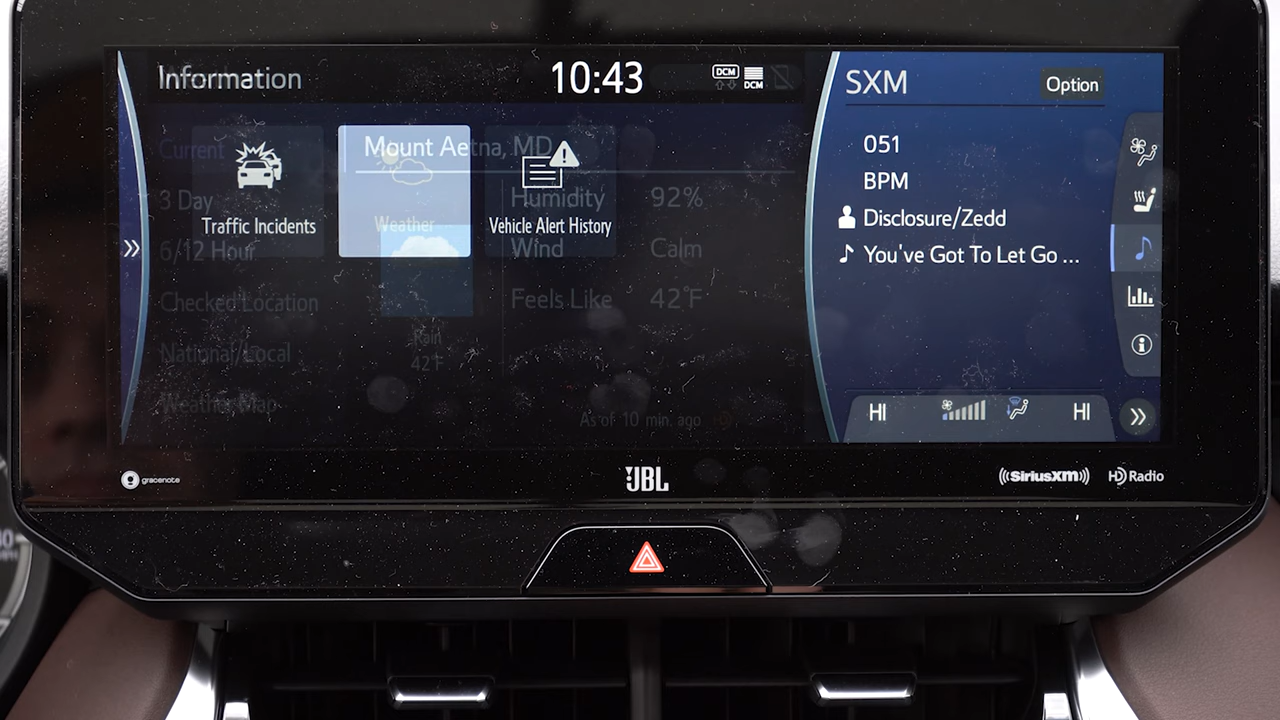 Information
10:43
DCM
DCM
SXM
Option
Current
Mount Aetna, MD
051
BPM
Disclosure/Zedd
You've Got To Let Go ...
3 Day
Humidity
92%
Traffic Incidents
Weather
Vehicle Alert History
6/12 Hour
Wind
Calm
Checked Location
Feels Like
42°F
National/Local
Rain
42°F
Weather Map
As of 10 min. ago
HI
HI
gracenote
JBL
SiriusXM
HD Radio